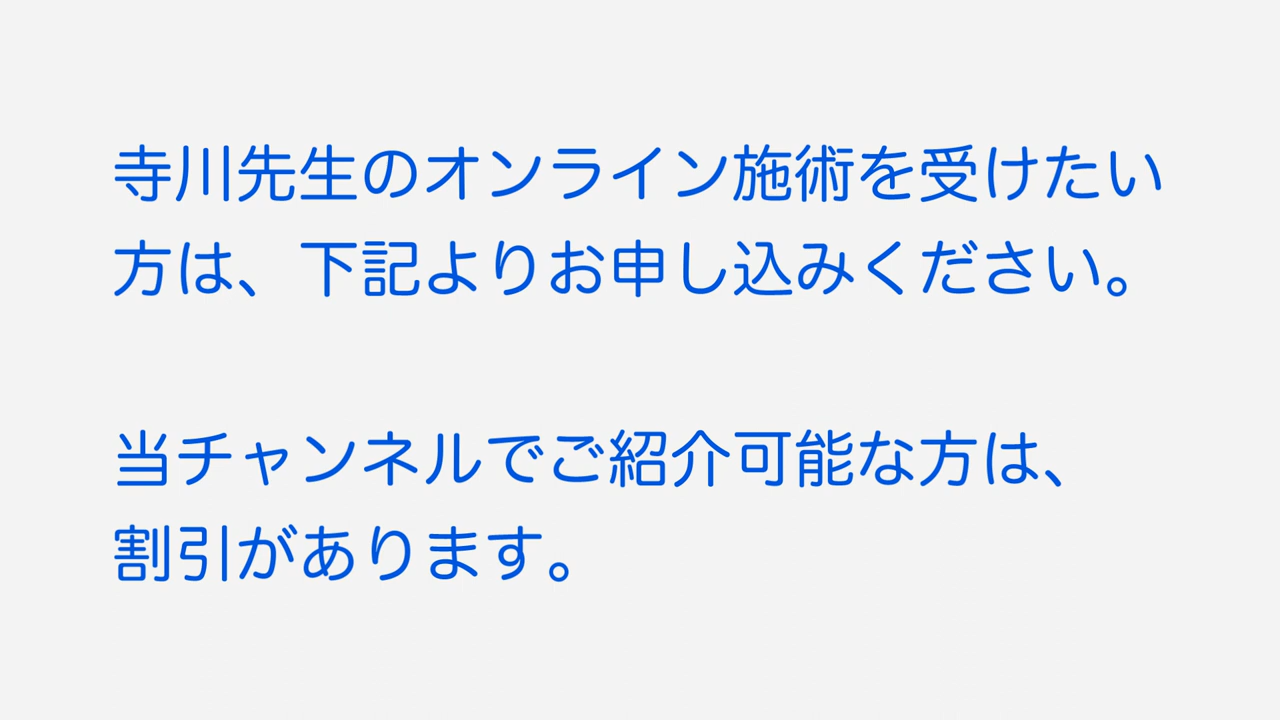 寺川先生のオンライン施術を受けたい
方は、下記よりお申し込みください。
当チャンネルでご紹介可能な方は、
割引があります。